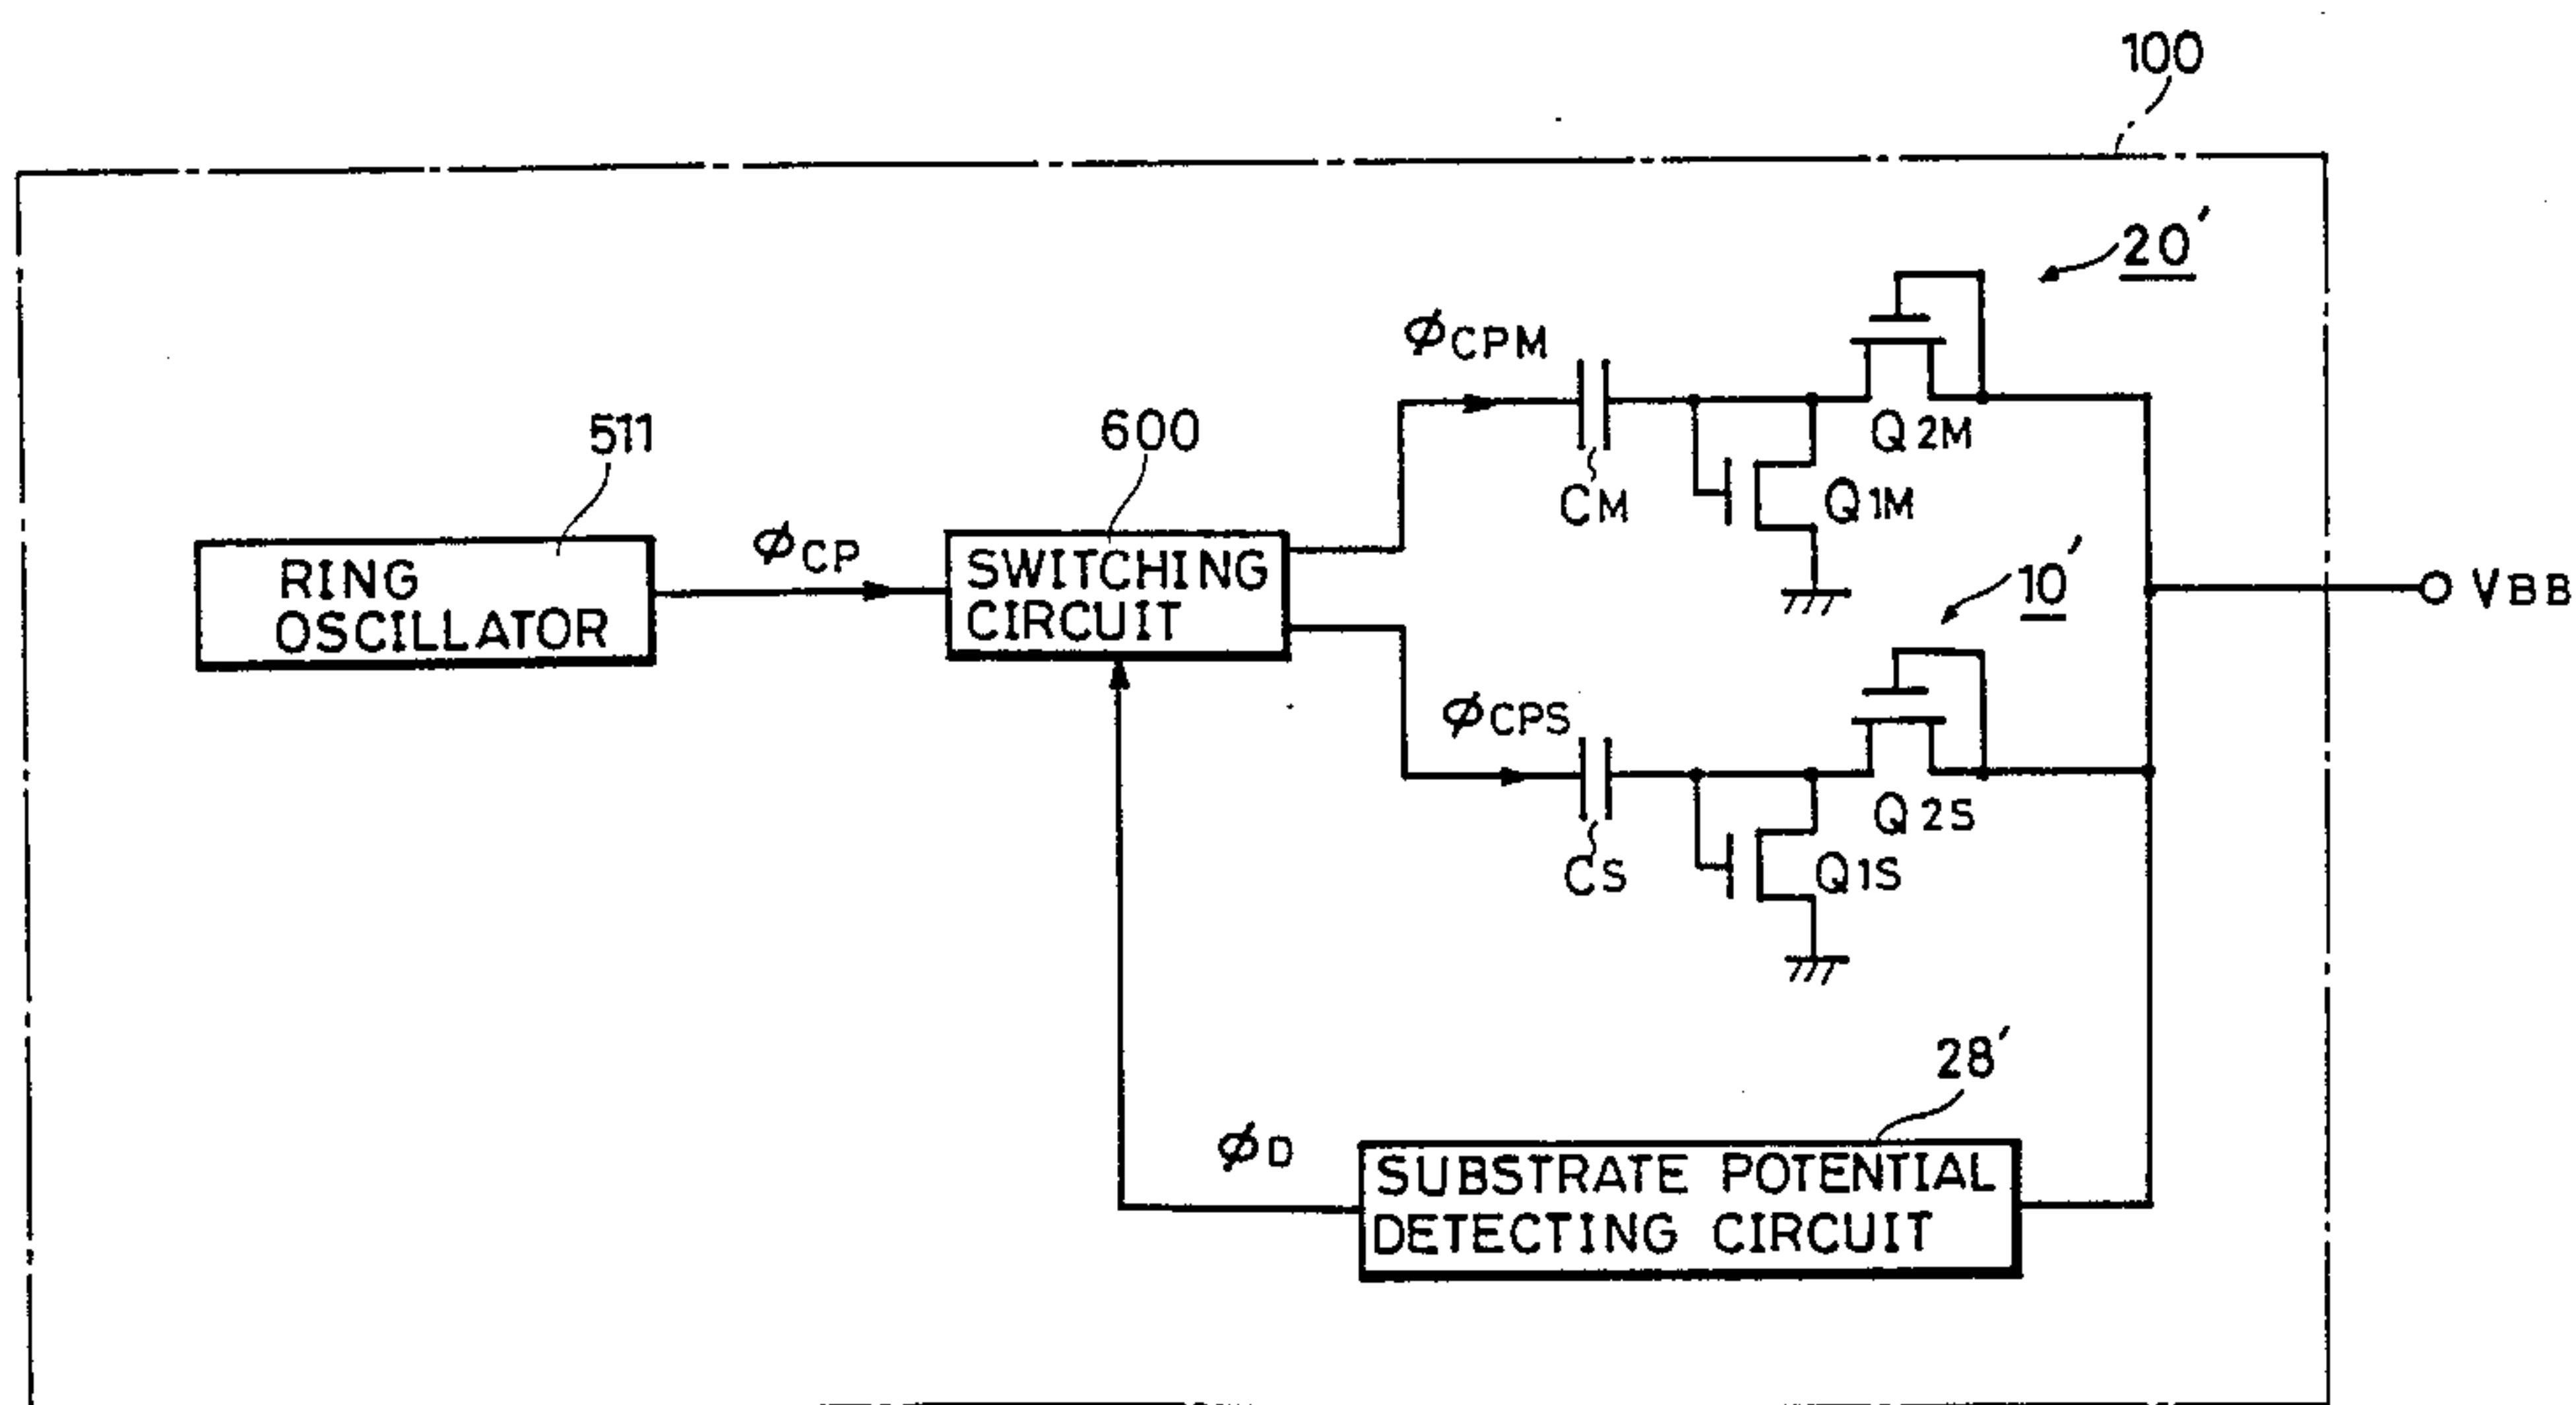 100
20'
ϕCPM
Q2M
511
600
CM
Q1M
ϕCP
RING
OSCILLATOR
SWITCHING
CIRCUIT
10'
VBB
ϕCPS
Q2S
CS
Q1S
28'
ϕD
SUBSTRATE POTENTIAL
DETECTING CIRCUIT